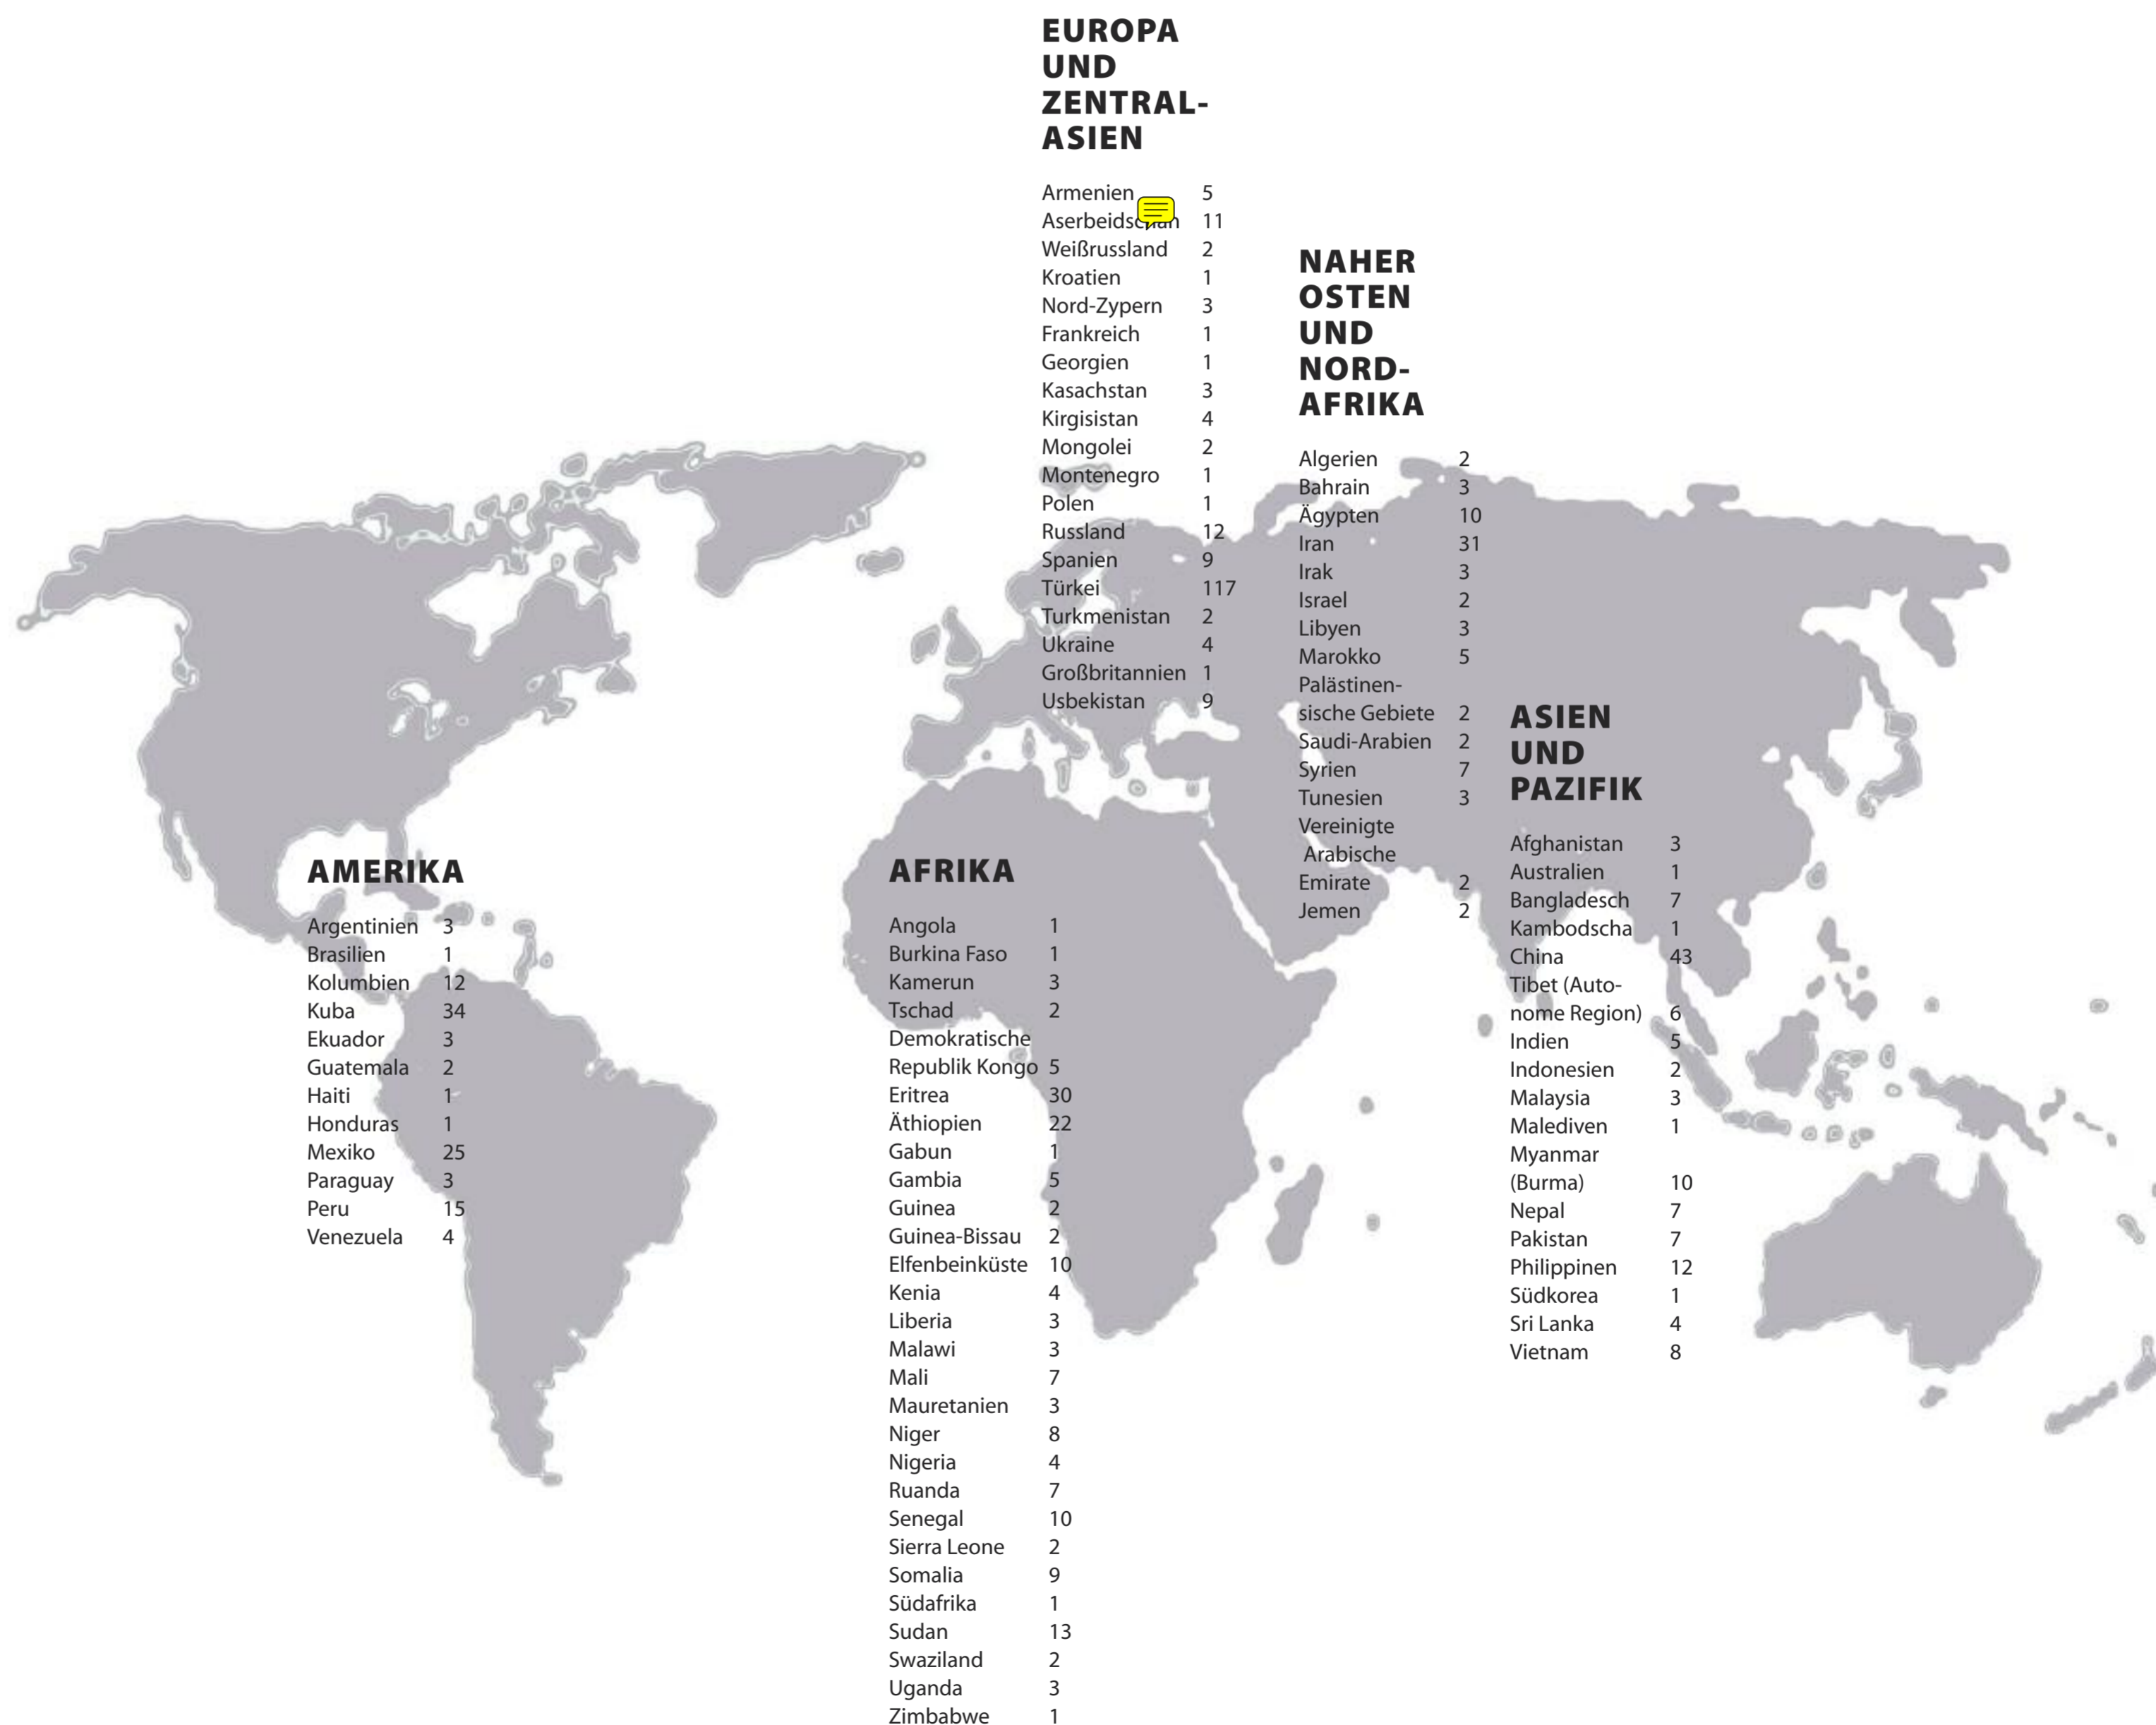 EUROPA
UND
ZENTRAL-
ASIEN
Armenien 5
Aserbeidschan 11
Weißrussland 2
Kroatien 1
Nord-Zypern 3
Frankreich 1
Georgien 1
Kasachstan 3
Kirgisistan 4
Mongolei 2
Montenegro 1
Polen 1
Russland 12
Spanien 9
Türkei 117
Turkmenistan 2
Ukraine 4
Großbritannien 1
Usbekistan 9
NAHER
OSTEN
UND
NORD-
AFRIKA
Algerien 2
Bahrain 3
Ägypten 10
Iran 31
Irak 3
Israel 2
Libyen 3
Marokko 5
Palästinen-
sische Gebiete 2
Saudi-Arabien 2
Syrien 7
Tunesien 3
Vereinigte
Arabische
Emirate 2
Jemen 2
ASIEN
UND
PAZIFIK
Afghanistan 3
Australien 1
Bangladesch 7
Kambodscha 1
China 43
Tibet (Auto-
nome Region) 6
Indien 5
Indonesien 2
Malaysia 3
Malediven 1
Myanmar
(Burma) 10
Nepal 7
Pakistan 7
Philippinen 12
Südkorea 1
Sri Lanka 4
Vietnam 8
AMERIKA
Argentinien 3
Brasilien 1
Kolumbien 12
Kuba 34
Ekuador 3
Guatemala 2
Haiti 1
Honduras 1
Mexiko 25
Paraguay 3
Peru 15
Venezuela 4
AFRIKA
Angola 1
Burkina Faso 1
Kamerun 3
Tschad 2
Demokratische
Republik Kongo 5
Eritrea 30
Äthiopien 22
Gabun 1
Gambia 5
Guinea 2
Guinea-Bissau 2
Elfenbeinküste 10
Kenia 4
Liberia 3
Malawi 3
Mali 7
Mauretanien 3
Niger 8
Nigeria 4
Ruanda 7
Senegal 10
Sierra Leone 2
Somalia 9
Südafrika 1
Sudan 13
Swaziland 2
Uganda 3
Zimbabwe 1